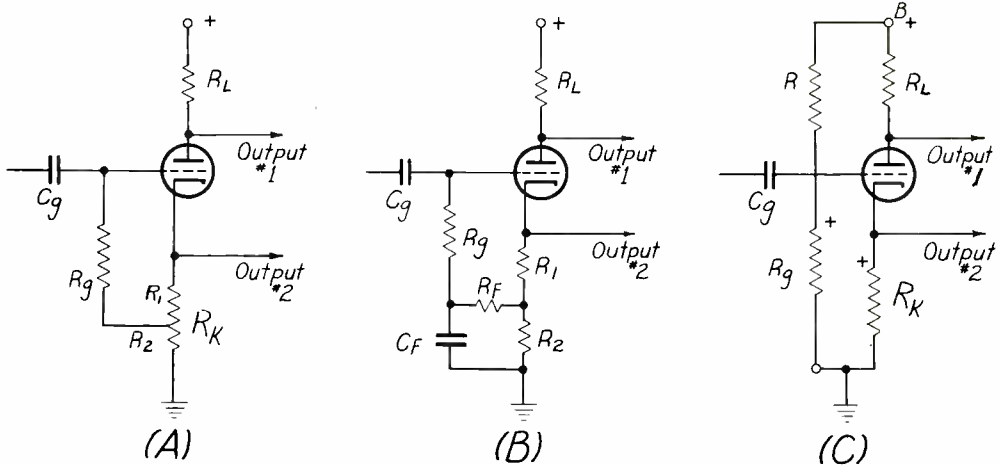 +
RL
Output
#1
Cg
Rg
Output
#2
R1
R2
RK
(A)
+
RL
Output
#1
Cg
Rg
Output
#2
R1
RF
CF
R2
(B)
B
+
R
RL
Output
#1
Cg
+
Rg
Output
#2
+
RK
(C)